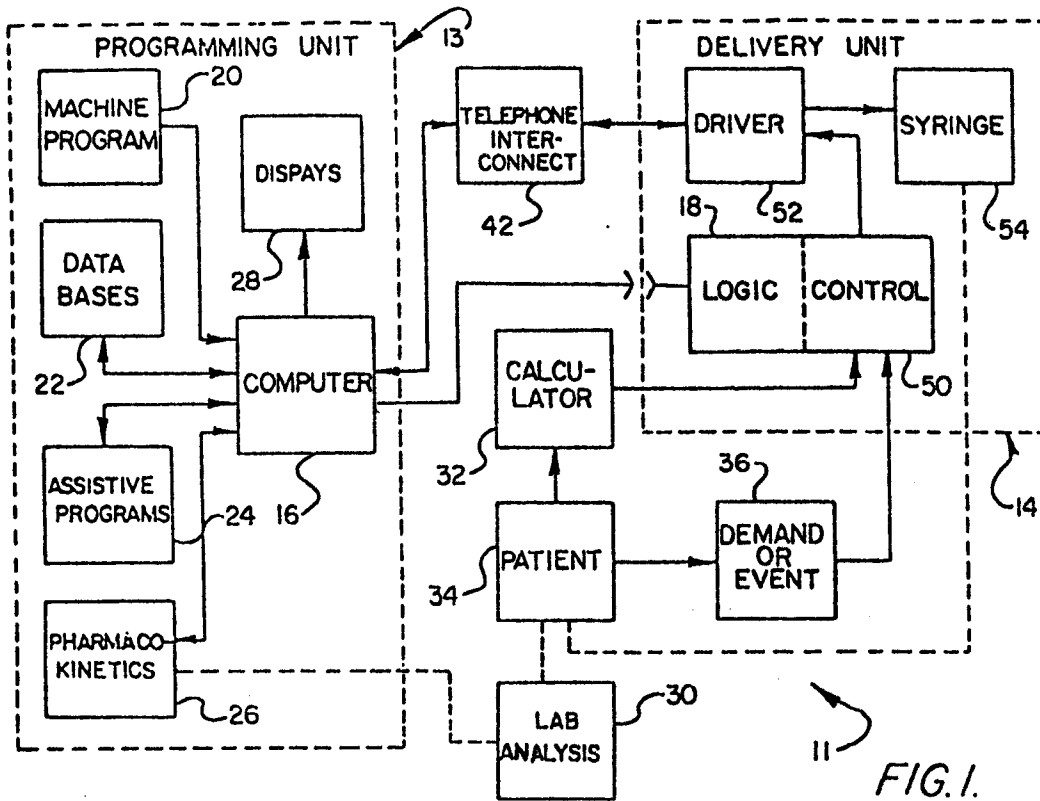 PROGRAMMING UNIT
13
20
MACHINE
PROGRAM
DISPAYS
28
DATA
BASES
22
COMPUTER
16
ASSISTIVE
PROGRAMS
24
PHARMACO
KINETICS
26
TELEPHONE
INTER-
CONNECT
42
DELIVERY UNIT
DRIVER
52
SYRINGE
54
18
LOGIC
CONTROL
50
CALCU-
LATOR
32
14
PATIENT
34
36
DEMAND
OR
EVENT
LAB
ANALYSIS
30
11
FIG. 1.